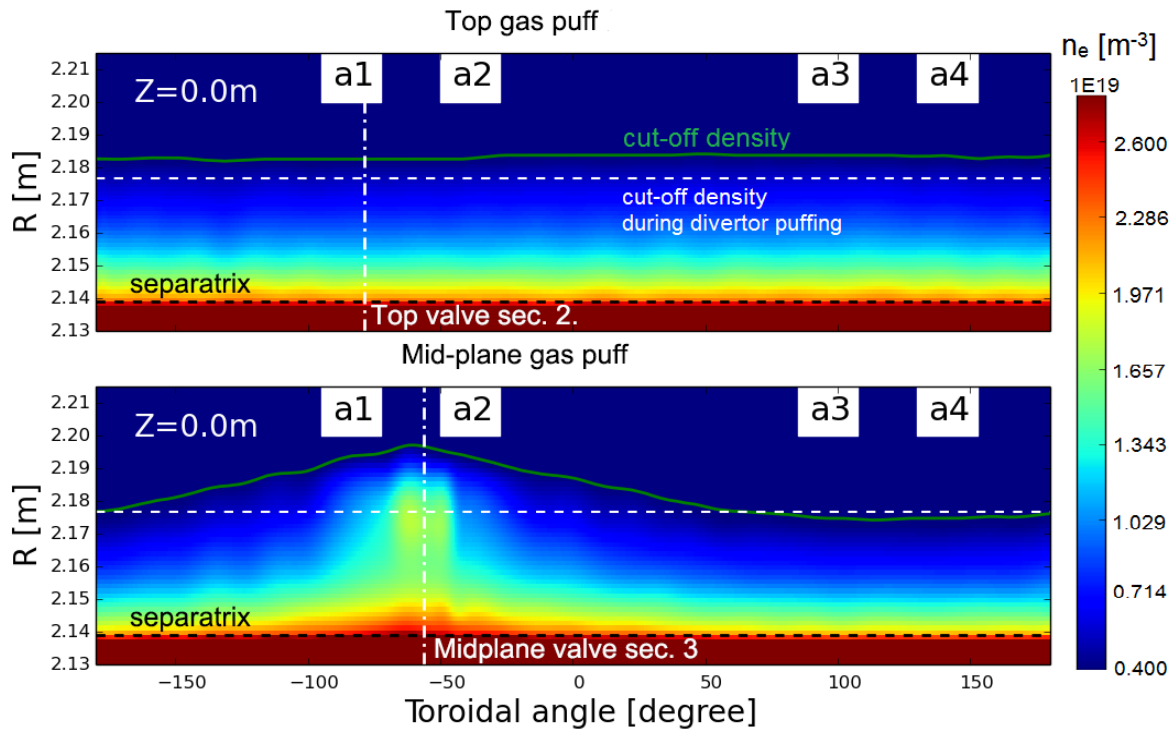 Top gas puff
n_e [m^-3]
1E19
2.21
2.20
2.19
2.18
2.17
2.16
2.15
2.14
2.13
R [m]
Z=0.0m
a1
a2
a3
a4
cut-off density
cut-off density
during divertor puffing
separatrix
Top valve sec. 2.
Mid-plane gas puff
2.21
2.20
2.19
2.18
2.17
2.16
2.15
2.14
2.13
R [m]
Z=0.0m
a1
a2
a3
a4
separatrix
Midplane valve sec. 3
−150
−100
−50
0
50
100
150
Toroidal angle [degree]
2.600
2.286
1.971
1.657
1.343
1.029
0.714
0.400